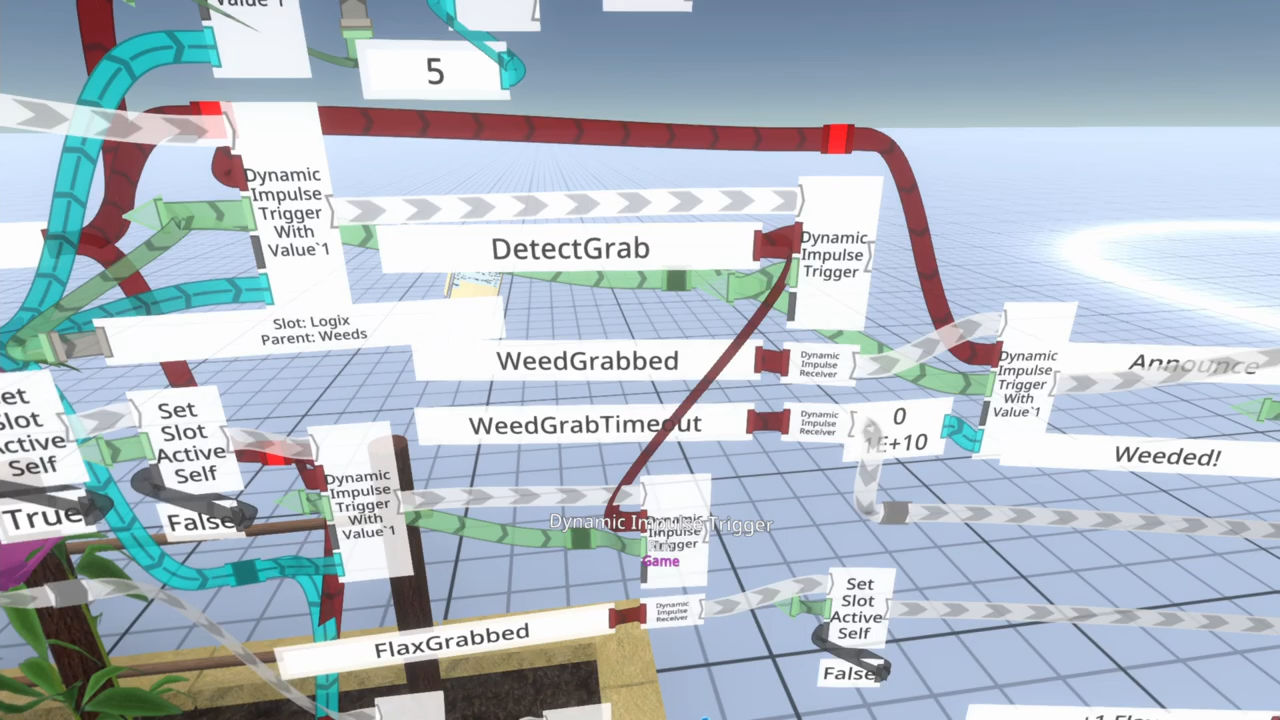 Value`1
5
Dynamic
Impulse
Trigger
With
Value`1
DetectGrab
Dynamic
Impulse
Trigger
Slot: Logix
Parent: Weeds
WeedGrabbed
Dynamic
Impulse
Receiver
Dynamic
Impulse
Trigger
With
Value`1
Announce
WeedGrabTimeout
Dynamic
Impulse
Receiver
0
1E+10
Weeded!
Slot
Active
Self
True
Set
Slot
Active
Self
False
Dynamic
Impulse
Trigger
With
Value`1
Dynamic Impulse Trigger
Impulse
Trigger
Game
FlaxGrabbed
Dynamic
Impulse
Receiver
Set
Slot
Active
Self
False